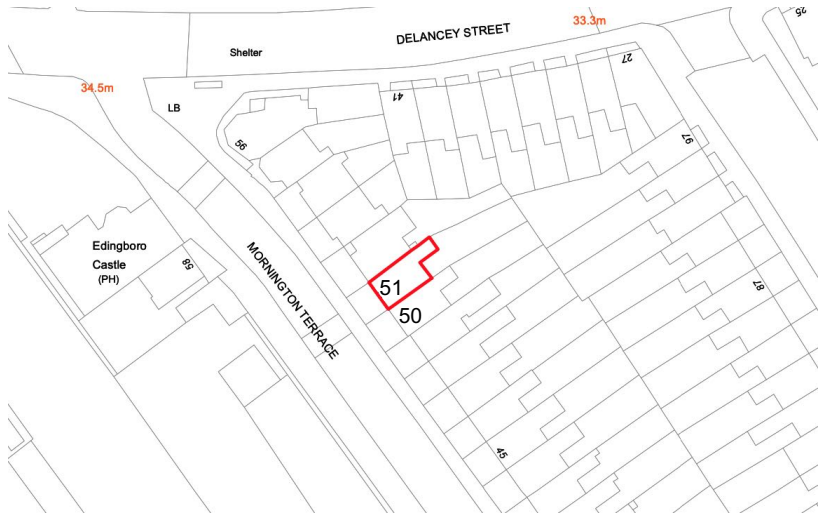 DELANCEY STREET
33.3m
25
Shelter
27
34.5m
41
LB
56
97
Edingboro
Castle
(PH)
58
MORNINGTON TERRACE
51
50
87
45